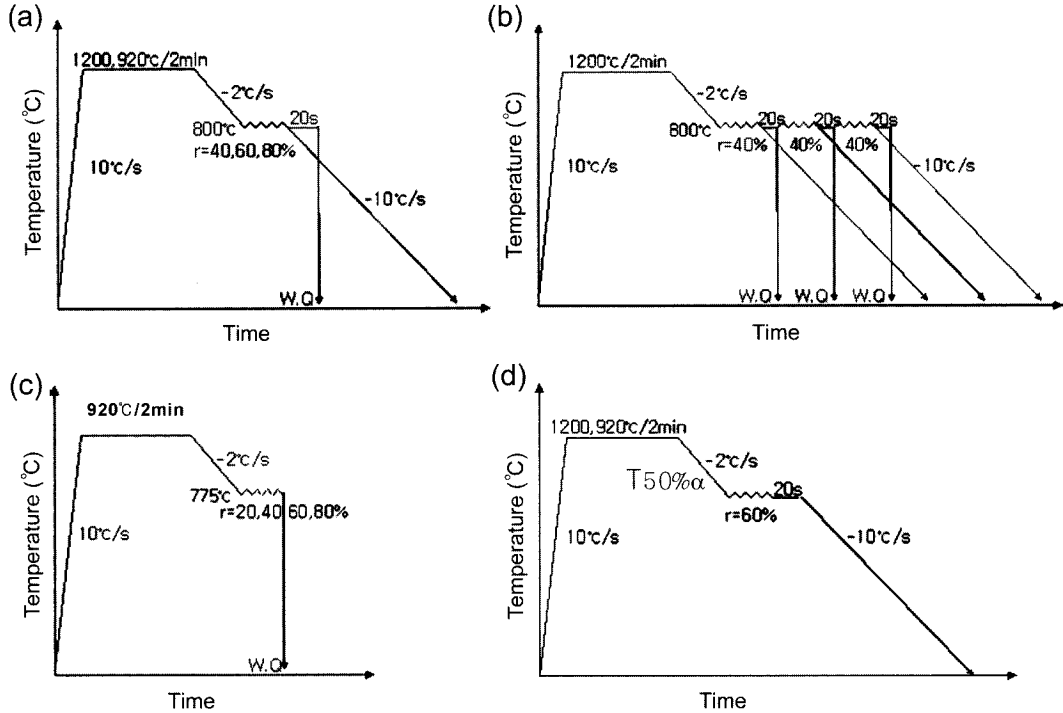 (a)
1200,920℃/2min
-2℃/s
20s
800℃
r=40,60,80%
10℃/s
-10℃/s
W.Q
Temperature (°C)
Time
(b)
1200℃/2min
-2℃/s
20s 20s 20s
800℃
r=40% 40% 40%
10℃/s
-10℃/s
W.Q W.Q W.Q
Temperature (°C)
Time
(c)
920℃/2min
-2℃/s
775℃
r=20,40,60,80%
10℃/s
W.Q
Temperature (°C)
Time
(d)
1200,920℃/2min
-2℃/s
T50%α
20s
r=60%
10℃/s
-10℃/s
Temperature (°C)
Time